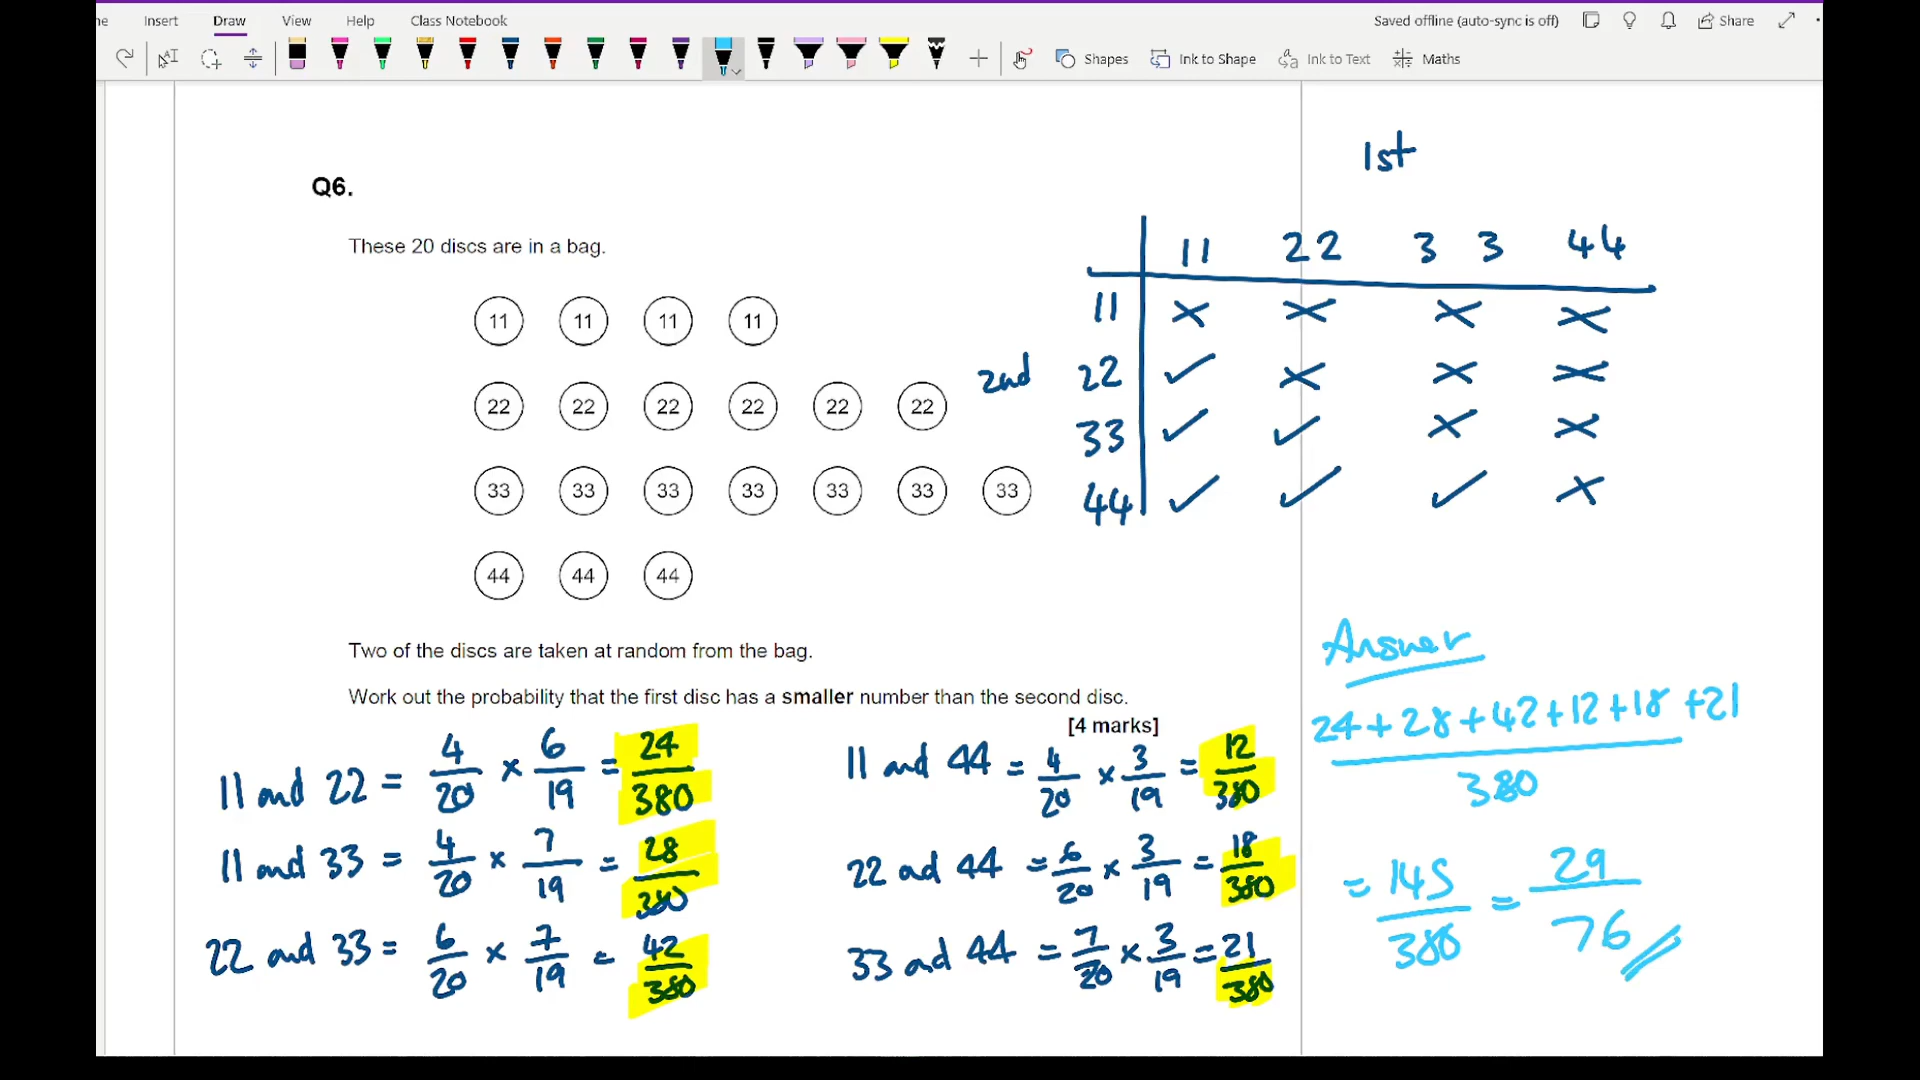 Insert Draw View Help Class Notebook Saved offline (auto-sync is off) Share
Shapes Ink to Shape Ink to Text Maths
Q6.
These 20 discs are in a bag.
11 11 11 11
22 22 22 22 22 22
33 33 33 33 33 33 33
44 44 44
Two of the discs are taken at random from the bag.
Work out the probability that the first disc has a smaller number than the second disc.
[4 marks]
1st
11 22 3 3 44
11 × × × ×
2nd 22 ✓ × × ×
33 ✓ ✓ × ×
44 ✓ ✓ ✓ ×
11 and 22 = 4/20 × 6/19 = 24/380
11 and 33 = 4/20 × 7/19 = 28/380
22 and 33 = 6/20 × 7/19 = 42/380
11 and 44 = 4/20 × 3/19 = 12/380
22 ad 44 = 6/20 × 3/19 = 18/380
33 and 44 = 7/20 × 3/19 = 21/380
Answer
24+28+42+12+18+21
380
= 145/380 = 29/76